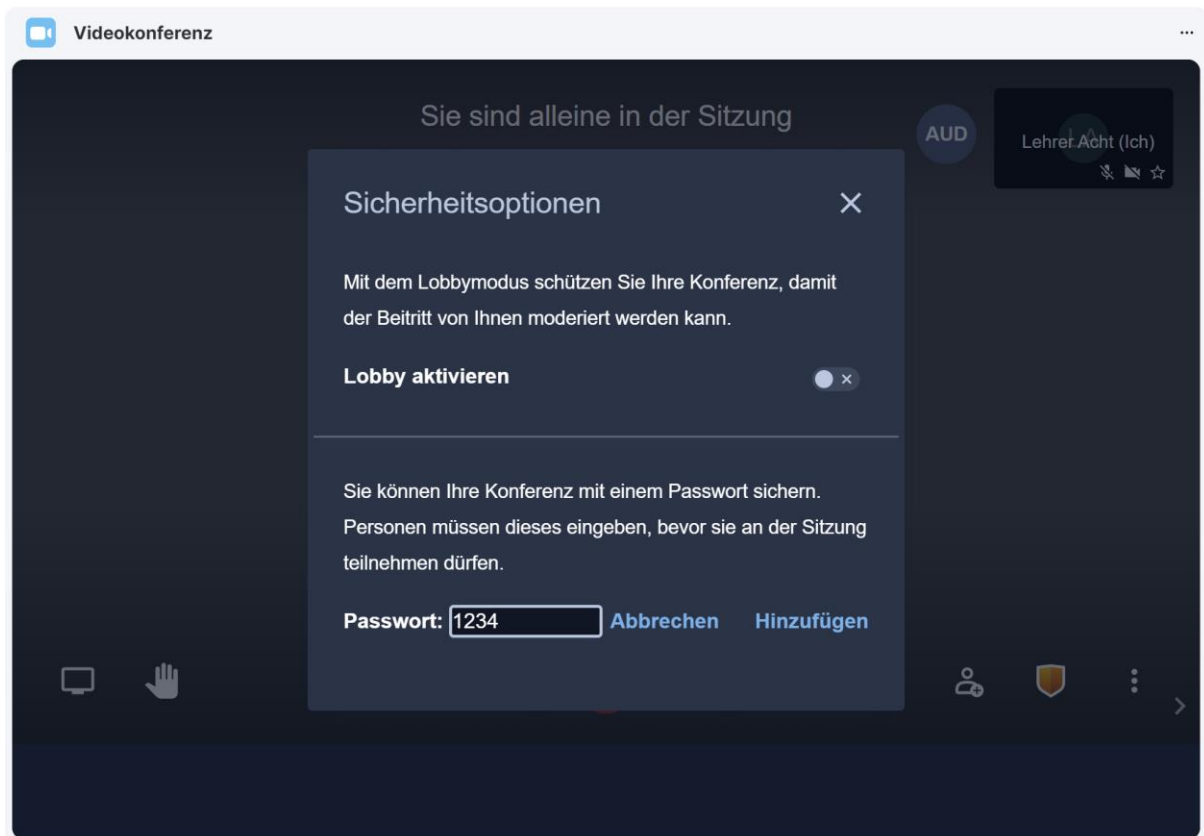 Videokonferenz
Sie sind alleine in der Sitzung
AUD
Lehrer Acht (Ich)
Sicherheitsoptionen
Mit dem Lobbymodus schützen Sie Ihre Konferenz, damit
der Beitritt von Ihnen moderiert werden kann.
Lobby aktivieren
Sie können Ihre Konferenz mit einem Passwort sichern.
Personen müssen dieses eingeben, bevor sie an der Sitzung
teilnehmen dürfen.
Passwort: 1234 Abbrechen Hinzufügen